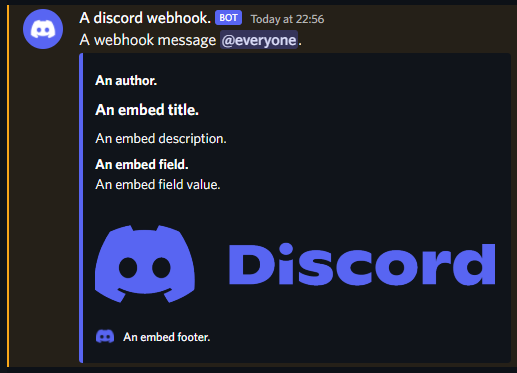 A discord webhook. BOT Today at 22:56
A webhook message @everyone.
An author.
An embed title.
An embed description.
An embed field.
An embed field value.
Discord
An embed footer.